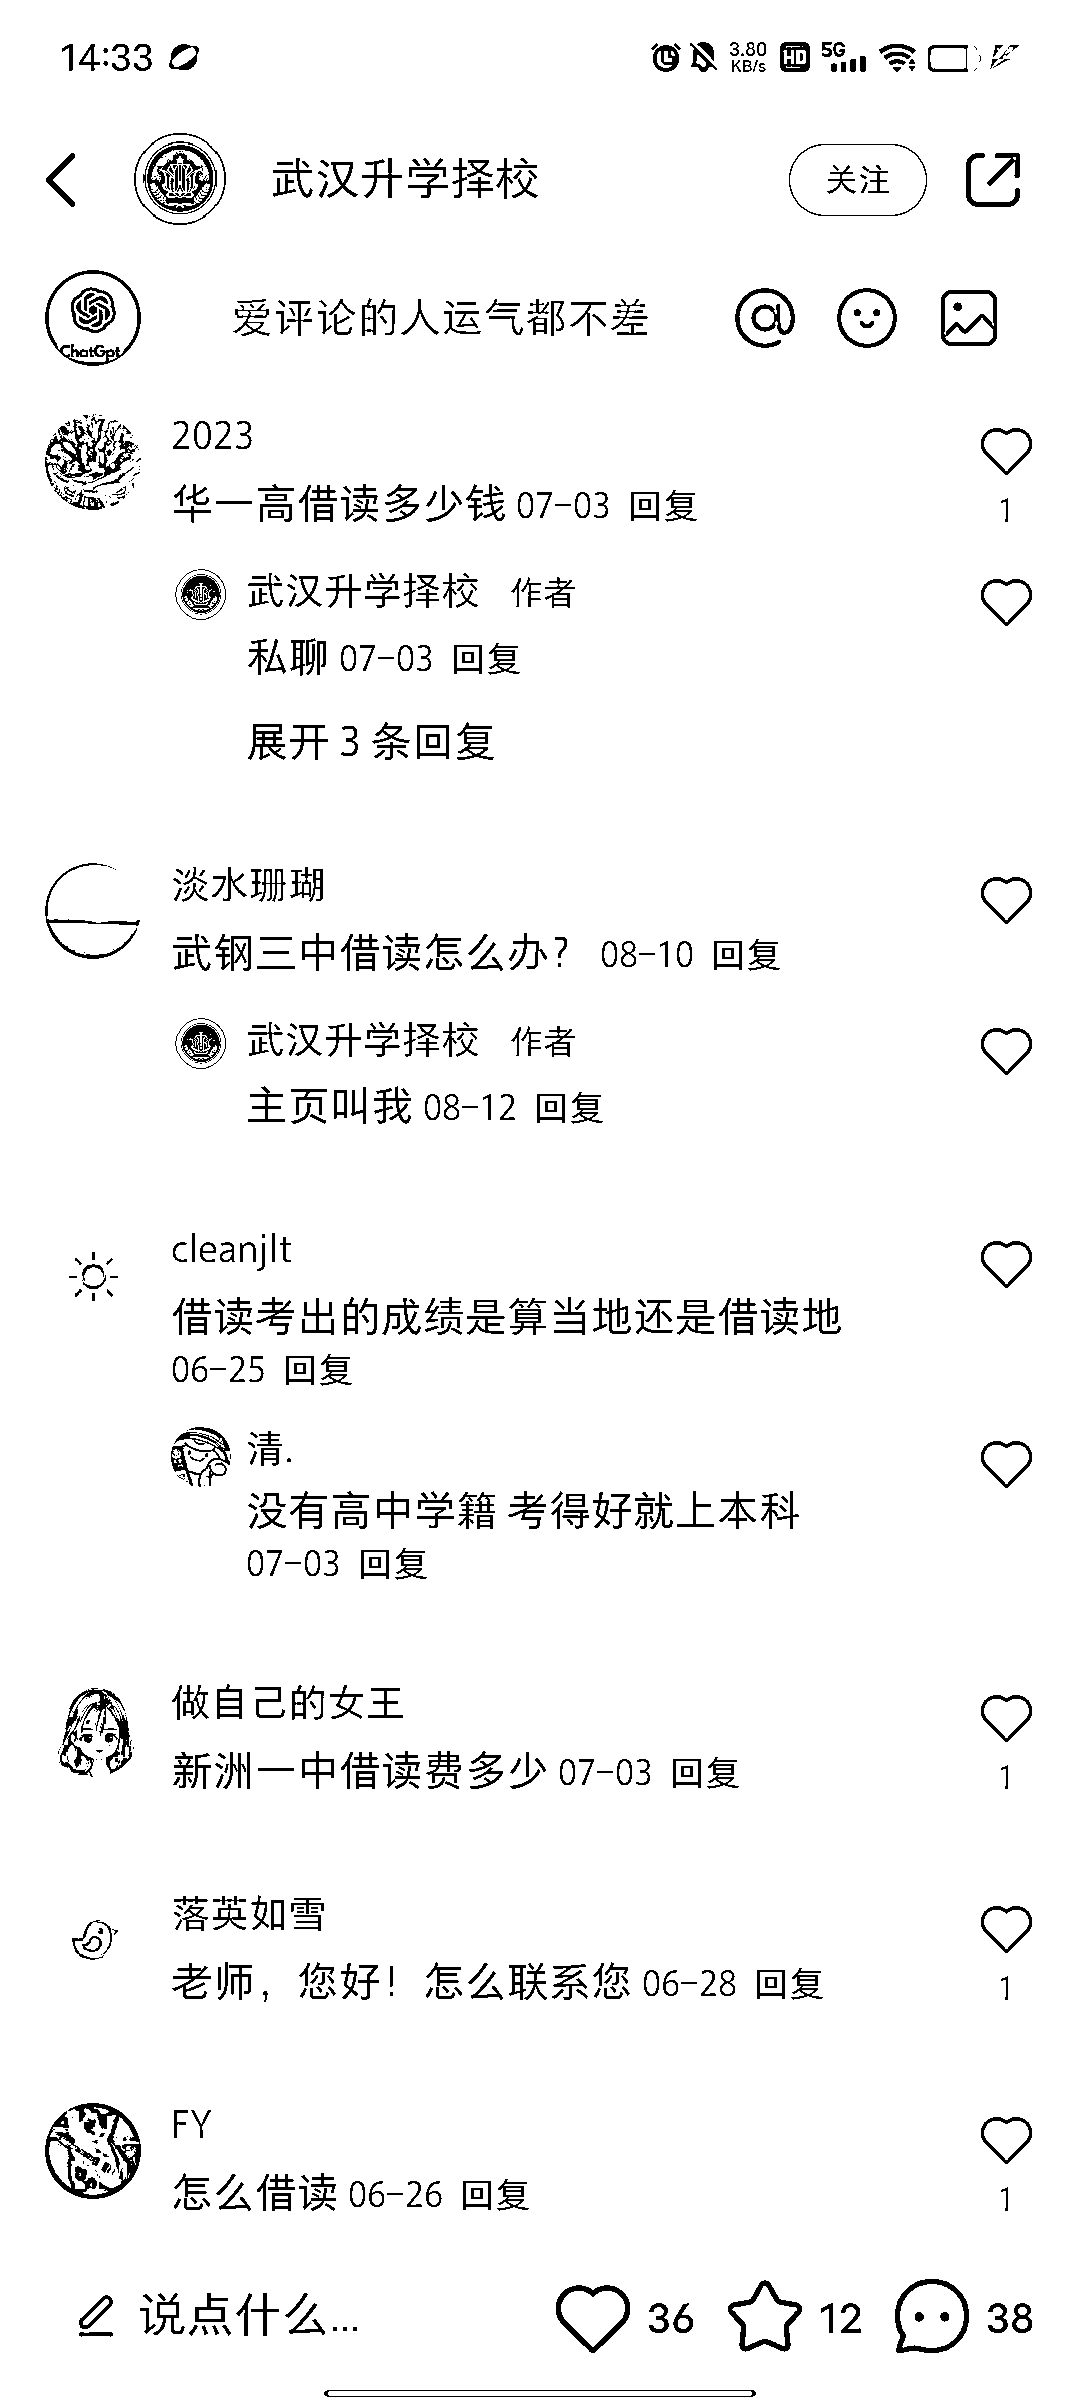 14:33 3.80 KB/s HD 5G
武汉升学择校 关注
ChatGpt 爱评论的人运气都不差
2023
华一高借读多少钱 07-03 回复
1
武汉升学择校 作者
私聊 07-03 回复
展开 3 条回复
淡水珊瑚
武钢三中借读怎么办? 08-10 回复
武汉升学择校 作者
主页叫我 08-12 回复
cleanjlt
借读考出的成绩是算当地还是借读地
06-25 回复
清.
没有高中学籍 考得好就上本科
07-03 回复
做自己的女王
新洲一中借读费多少 07-03 回复
1
落英如雪
老师，您好！怎么联系您 06-28 回复
1
FY
怎么借读 06-26 回复
1
说点什么... 36 12 38